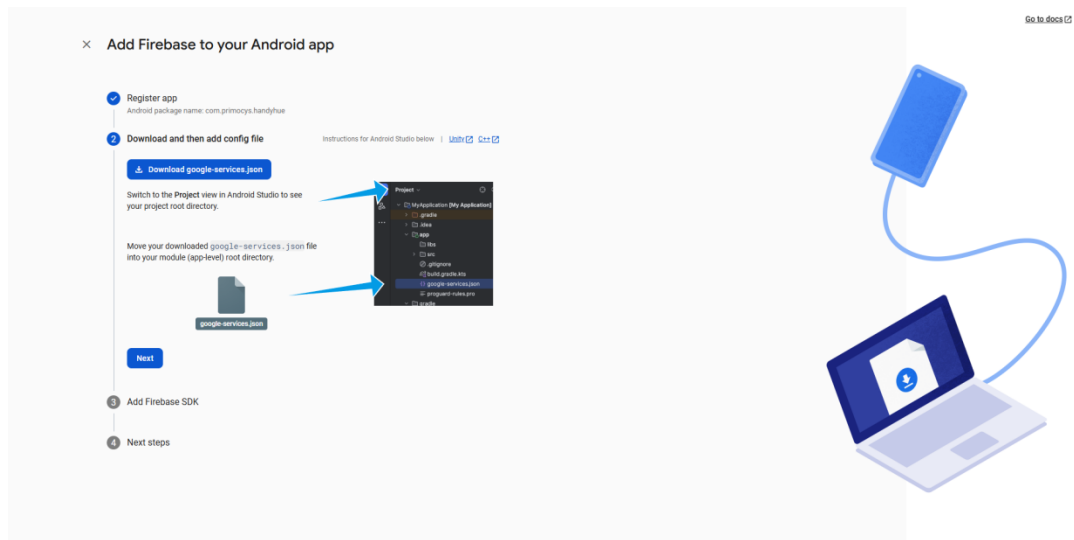 Go to docs
Add Firebase to your Android app
Register app
Android package name: com.primocys.handyhue
2 Download and then add config file
Instructions for Android Studio below | Unity C++
Download google-services.json
Switch to the Project view in Android Studio to see
your project root directory.
Move your downloaded google-services.json file
into your module (app-level) root directory.
google-services.json
Project
MyApplication [My Application]
.gradle
.idea
app
libs
src
.gitignore
build.gradle.kts
google-services.json
proguard-rules.pro
gradle
Next
3 Add Firebase SDK
4 Next steps